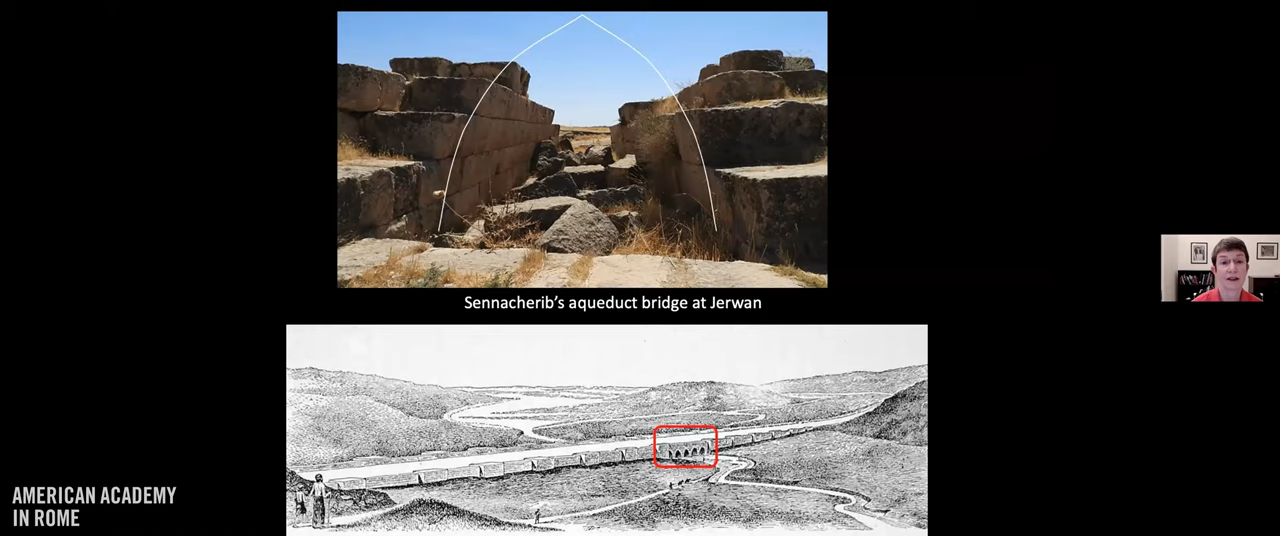 Sennacherib’s aqueduct bridge at Jerwan
AMERICAN ACADEMY
IN ROME